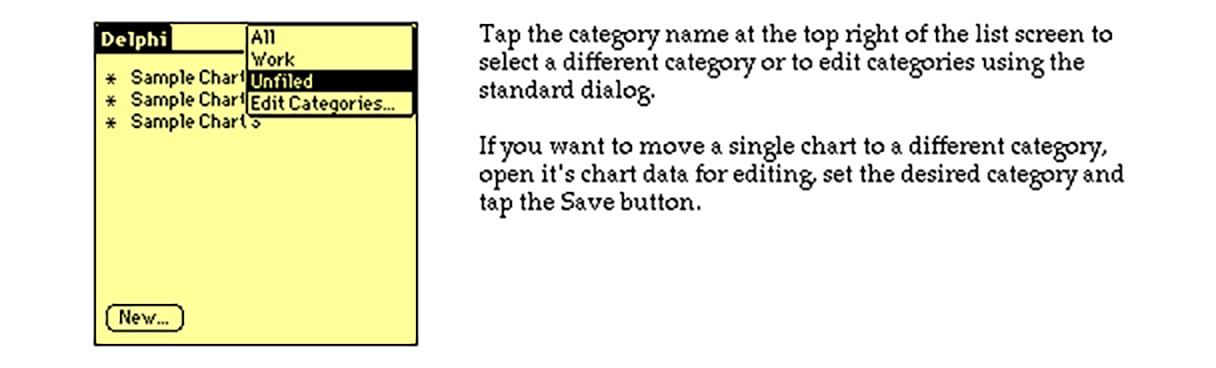 Delphi
All
Work
Unfiled
Edit Categories...
* Sample Chart
* Sample Chart
* Sample Chart 3
New...
Tap the category name at the top right of the list screen to
select a different category or to edit categories using the
standard dialog.
If you want to move a single chart to a different category,
open it's chart data for editing, set the desired category and
tap the Save button.